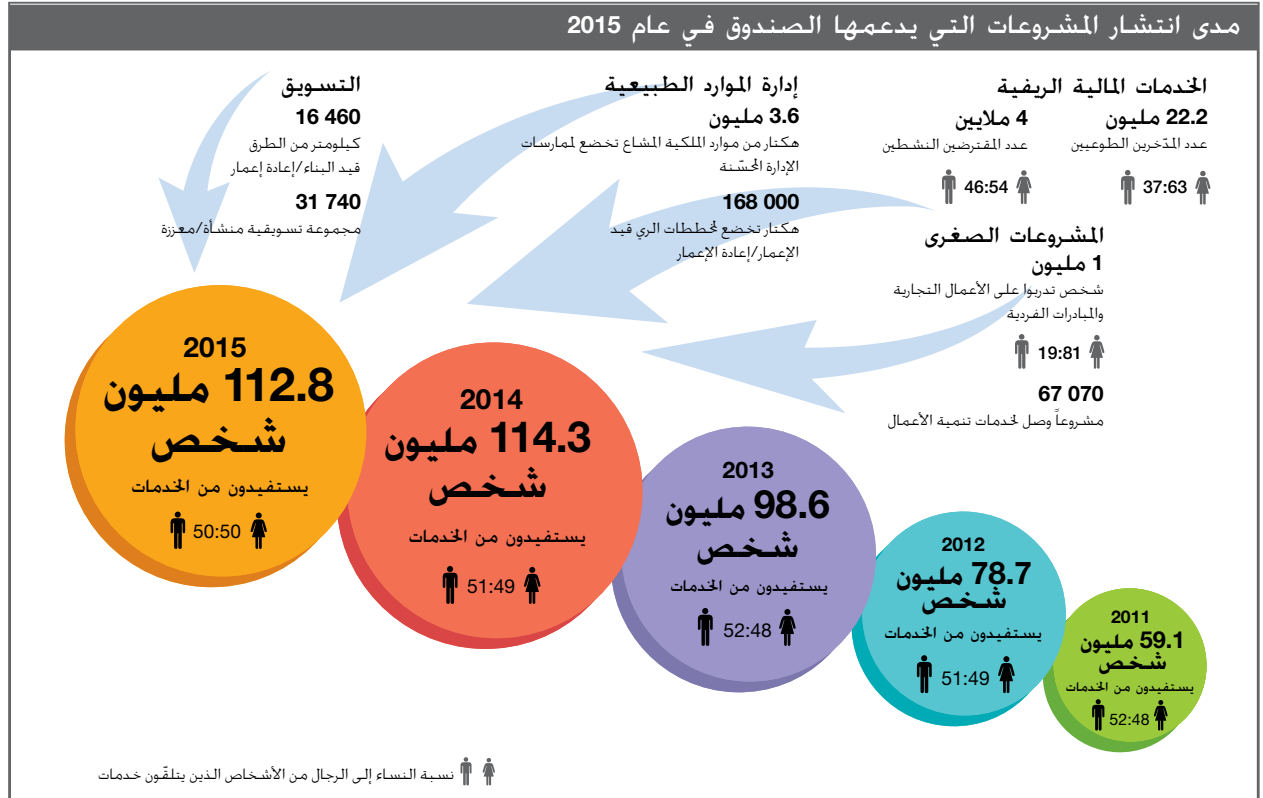 مدى انتشار المشروعات التي يدعمها الصندوق في عام 2015
الخدمات المالية الريفية
22.2 مليون
عدد المدّخرين الطوعيين
37:63
4 ملايين
عدد المقترضين النشطين
46:54
المشروعات الصغرى
1 مليون
شخص تدربوا على الأعمال التجارية
والمبادرات الفردية
19:81
67 070
مشروعاً وصل لخدمات تنمية الأعمال
إدارة الموارد الطبيعية
3.6 مليون
هكتار من موارد الملكية المشاع تخضع لممارسات
الإدارة المحسّنة
168 000
هكتار تخضع لمخططات الري قيد
الإعمار/إعادة الإعمار
التسويق
16 460
كيلومتر من الطرق
قيد البناء/إعادة إعمار
31 740
مجموعة تسويقية منشأة/معززة
2011
59.1 مليون
شخص
يستفيدون من الخدمات
52:48
2012
78.7 مليون
شخص
يستفيدون من الخدمات
51:49
2013
98.6 مليون
شخص
يستفيدون من الخدمات
52:48
2014
114.3 مليون
شخص
يستفيدون من الخدمات
51:49
2015
112.8 مليون
شخص
يستفيدون من الخدمات
50:50
نسبة النساء إلى الرجال من الأشخاص الذين يتلقّون خدمات